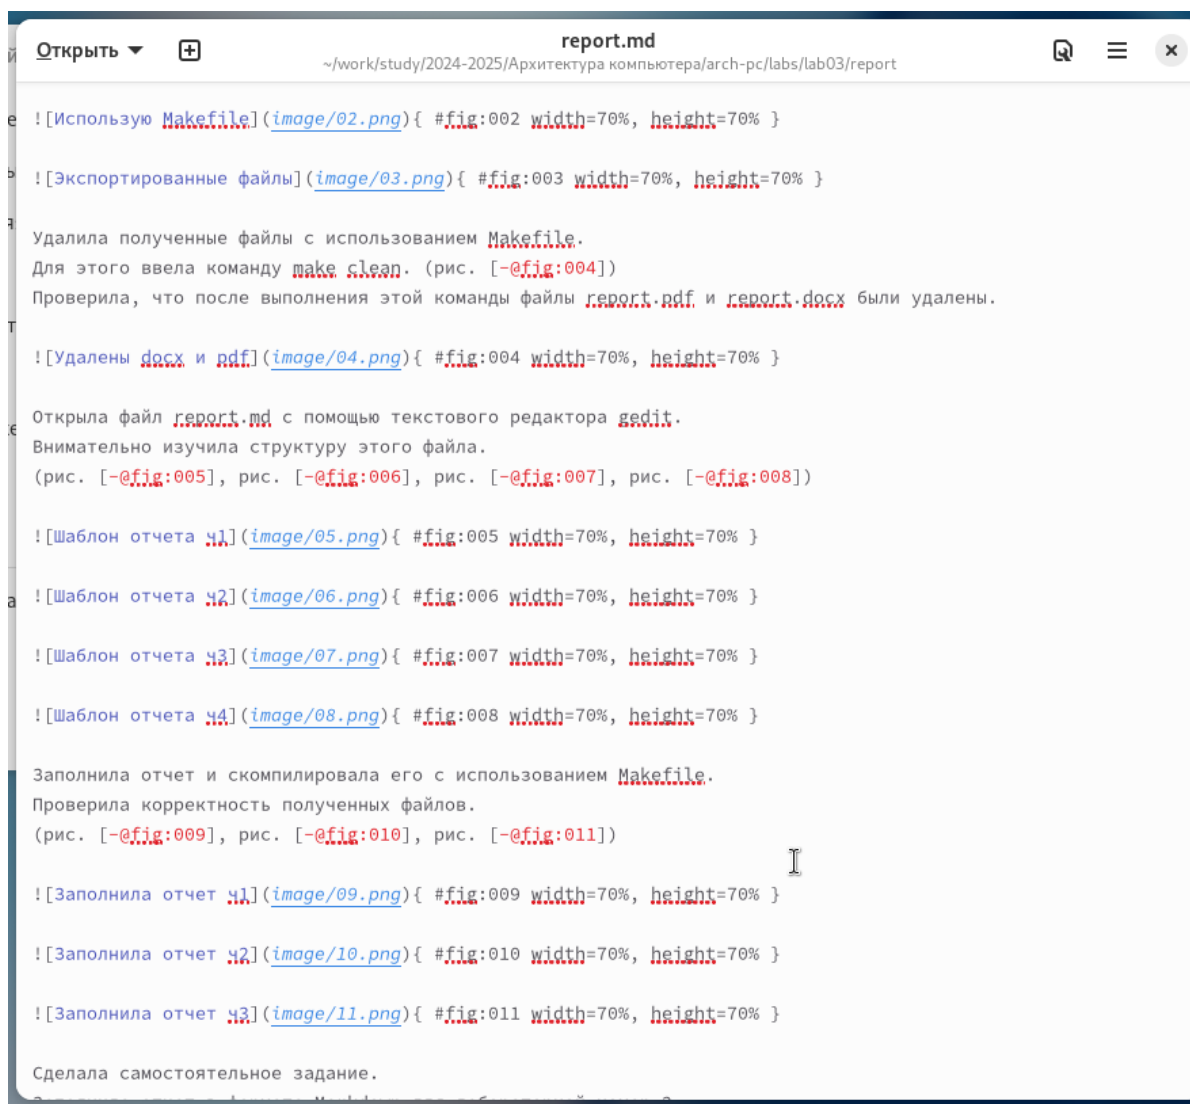 Открыть
report.md
~/work/study/2024-2025/Архитектура компьютера/arch-pc/labs/lab03/report
![Использую Makefile](image/02.png){ #fig:002 width=70%, height=70% }
![Экспортированные файлы](image/03.png){ #fig:003 width=70%, height=70% }
Удалила полученные файлы с использованием Makefile.
Для этого ввела команду make clean. (рис. [-@fig:004])
Проверила, что после выполнения этой команды файлы report.pdf и report.docx были удалены.
![Удалены docx и pdf](image/04.png){ #fig:004 width=70%, height=70% }
Открыла файл report.md с помощью текстового редактора gedit.
Внимательно изучила структуру этого файла.
(рис. [-@fig:005], рис. [-@fig:006], рис. [-@fig:007], рис. [-@fig:008])
![Шаблон отчета ч1](image/05.png){ #fig:005 width=70%, height=70% }
![Шаблон отчета ч2](image/06.png){ #fig:006 width=70%, height=70% }
![Шаблон отчета ч3](image/07.png){ #fig:007 width=70%, height=70% }
![Шаблон отчета ч4](image/08.png){ #fig:008 width=70%, height=70% }
Заполнила отчет и скомпилировала его с использованием Makefile.
Проверила корректность полученных файлов.
(рис. [-@fig:009], рис. [-@fig:010], рис. [-@fig:011])
![Заполнила отчет ч1](image/09.png){ #fig:009 width=70%, height=70% }
![Заполнила отчет ч2](image/10.png){ #fig:010 width=70%, height=70% }
![Заполнила отчет ч3](image/11.png){ #fig:011 width=70%, height=70% }
Сделала самостоятельное задание.